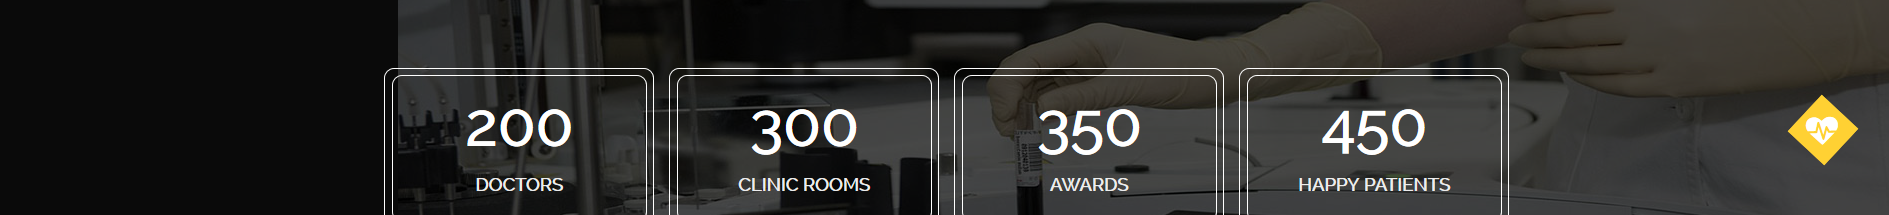 200
300
350
450
DOCTORS
CLINIC ROOMS
AWARDS
HAPPY PATIENTS